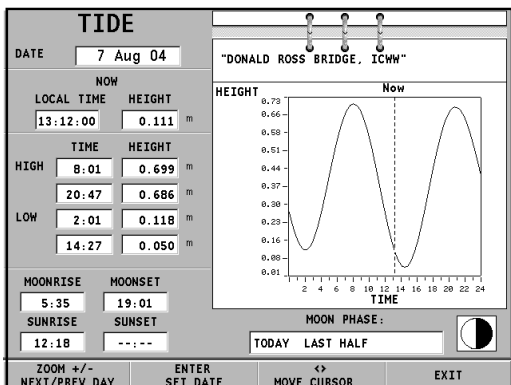 TIDE
DATE 7 Aug 04
NOW
LOCAL TIME HEIGHT
13:12:00 0.111 m
TIME HEIGHT
HIGH 8:01 0.699 m
20:47 0.686 m
LOW 2:01 0.118 m
14:27 0.050 m
MOONRISE MOONSET
5:35 19:01
SUNRISE SUNSET
12:18 --:--
"DONALD ROSS BRIDGE, ICWW"
HEIGHT Now
0.73
0.66
0.58
0.51
0.44
0.37
0.30
0.23
0.16
0.08
0.01
2 4 6 8 10 12 14 16 18 20 22 24
TIME
MOON PHASE:
TODAY LAST HALF
ZOOM +/- ENTER <> EXIT
NEXT/PREV DAY SET DATE MOVE CURSOR